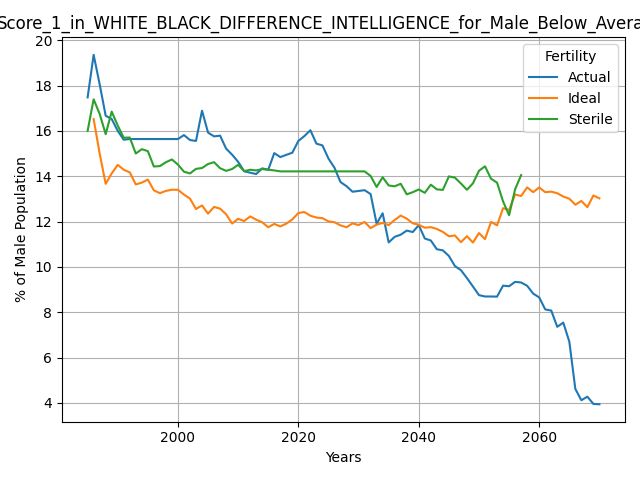 Score_1_in_WHITE_BLACK_DIFFERENCE_INTELLIGENCE_for_Male_Below_Avera
20
18
16
14
12
10
8
6
4
% of Male Population
Fertility
Actual
Ideal
Sterile
2000
2020
2040
2060
Years